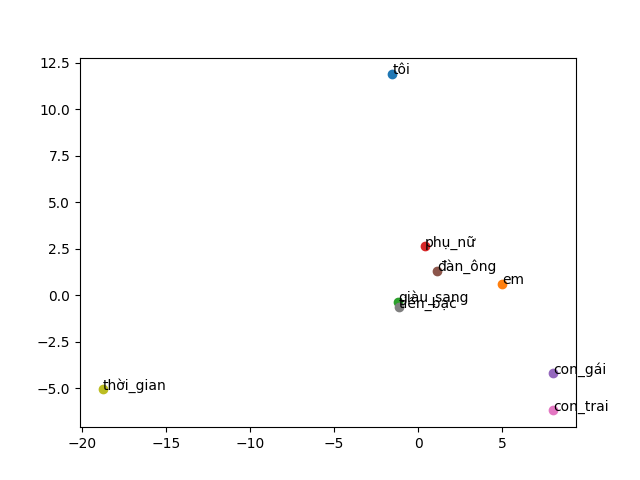 12.5
tôi
10.0
7.5
5.0
2.5
phụ_nữ
đàn_ông
em
0.0
giàu_sang
tiền_bạc
−2.5
con_gái
−5.0
thời_gian
con_trai
−20
−15
−10
−5
0
5